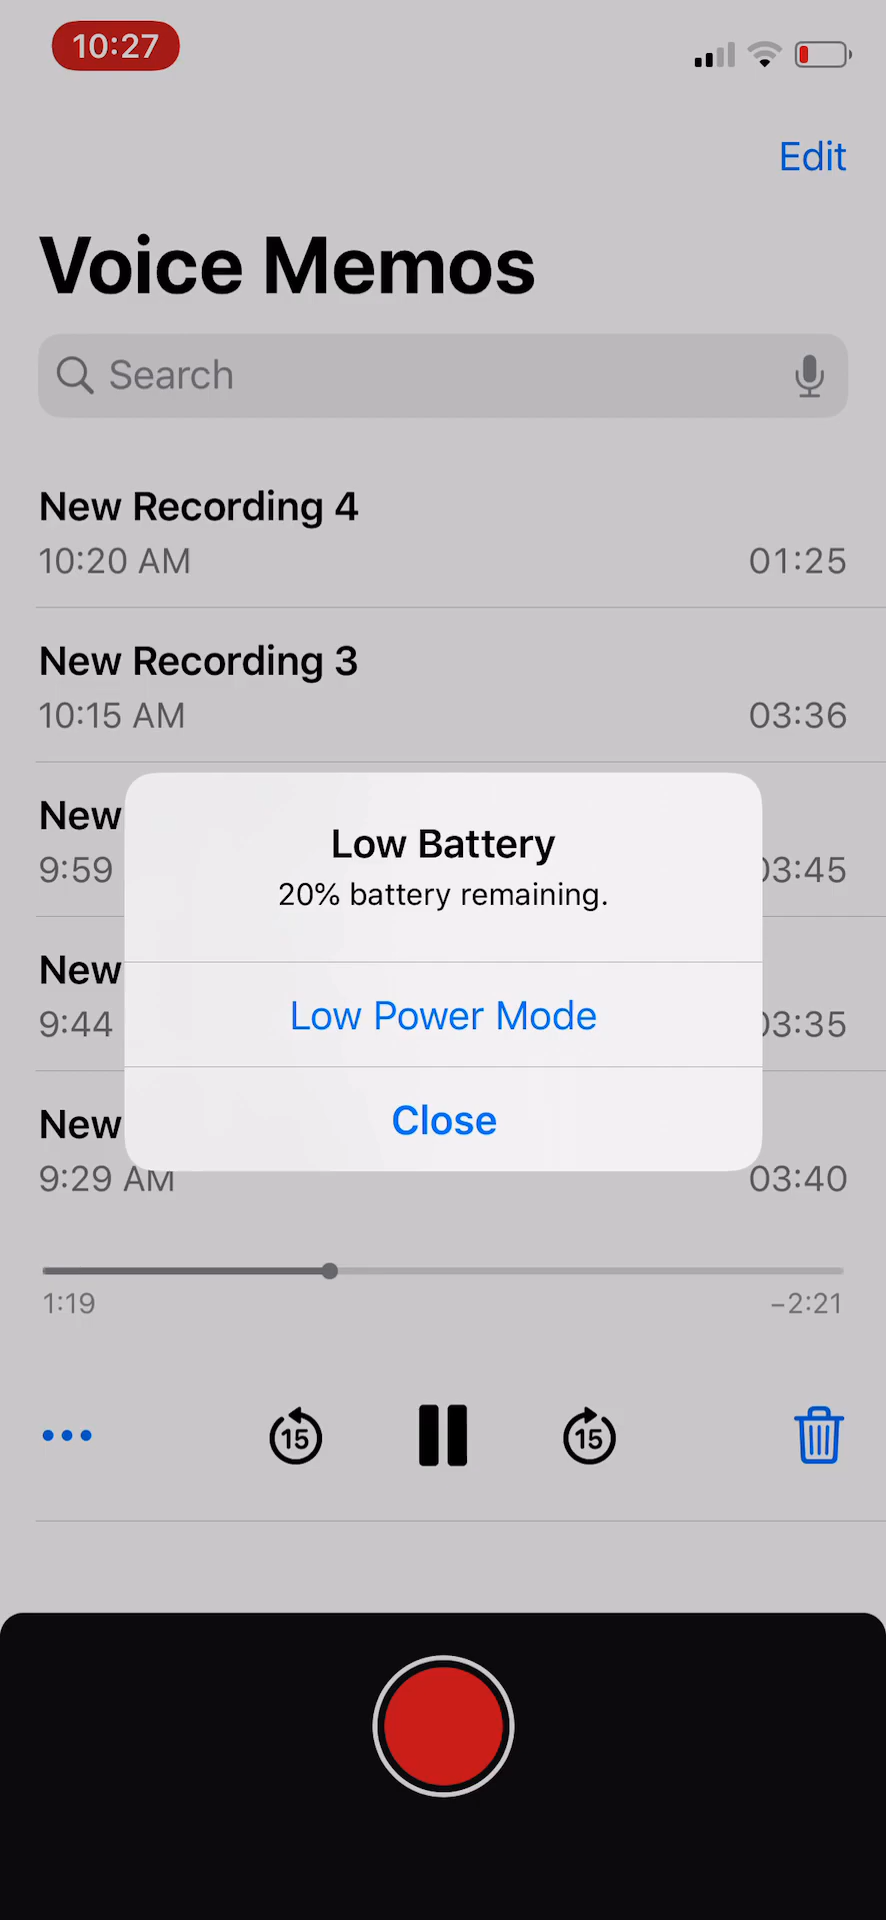 10:27
Edit
Voice Memos
Search
New Recording 4
10:20 AM 01:25
New Recording 3
10:15 AM 03:36
New
9:59 03:45
Low Battery
20% battery remaining.
New
9:44 03:35
Low Power Mode
New
Close
9:29 AM 03:40
1:19 −2:21
15 15